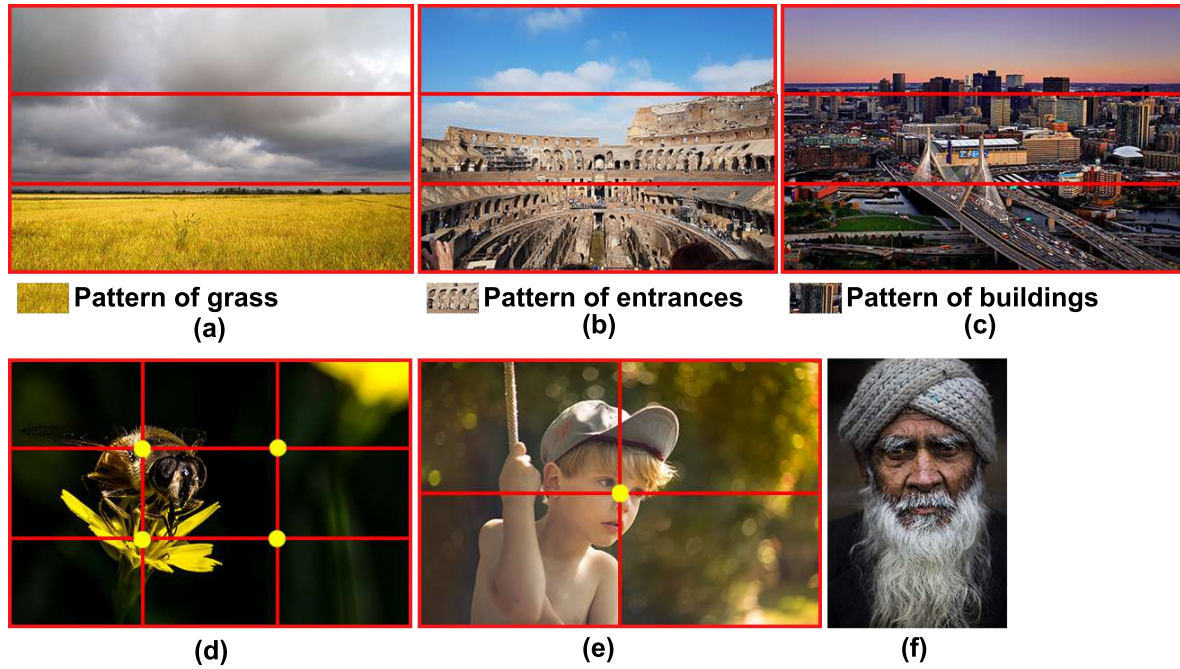 Pattern of grass
(a)
Pattern of entrances
(b)
Pattern of buildings
(c)
(d)
(e)
(f)